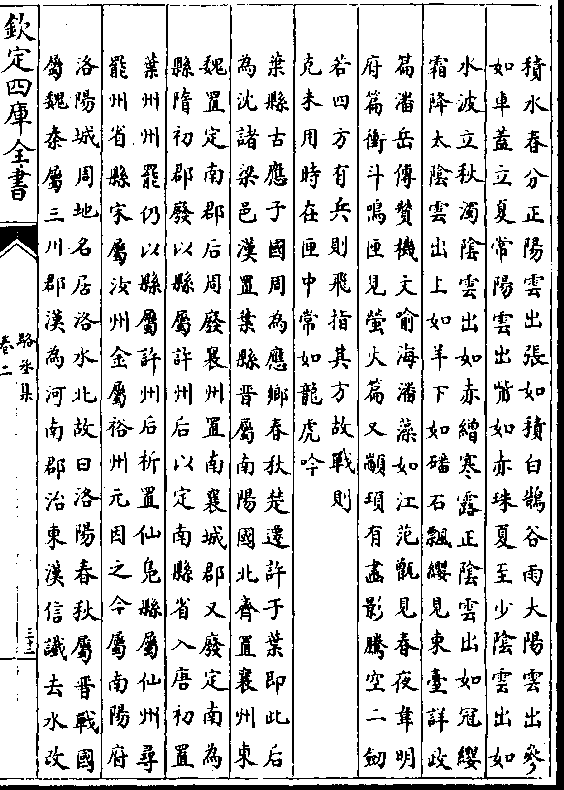 積水春分正陽雲出張如積白鵠谷雨大陽雲出參
如車蓋立夏常陽雲出觜如赤珠夏至少陰雲出如
水波立秋濁陰雲出如赤繒寒露正陰雲出如冠纓
霜降太陰雲出上如羊下如磻石飄纓見東臺詳政
篇潘岳傳贊機文喻海潘藻如江范甑見春夜韋明
府篇衝斗鳴匣見螢火篇又顓頊有畫影騰空二劒
若四方有兵則飛指其方故戰則
克未用時在匣中常如龍虎吟
葉縣古應子國周為應鄉春秋楚遷許于葉即此后
為沈諸梁邑漢置葉縣晉屬南陽國北齊置襄州東
魏置定南郡后周廢襄州置南襄城郡又廢定南為
縣隋初郡廢以縣屬許州后以定南縣省入唐初置
葉州州罷仍以縣屬許州后析置仙鳧縣屬仙州尋
罷州省縣宋屬汝州金屬裕州元因之今屬南陽府
洛陽城周地名居洛水北故曰洛陽春秋屬晉戰國
屬魏秦屬三川郡漢為河南郡治東漢信讖去水改
欽定四庫全書
駱丞集
卷二
三十二